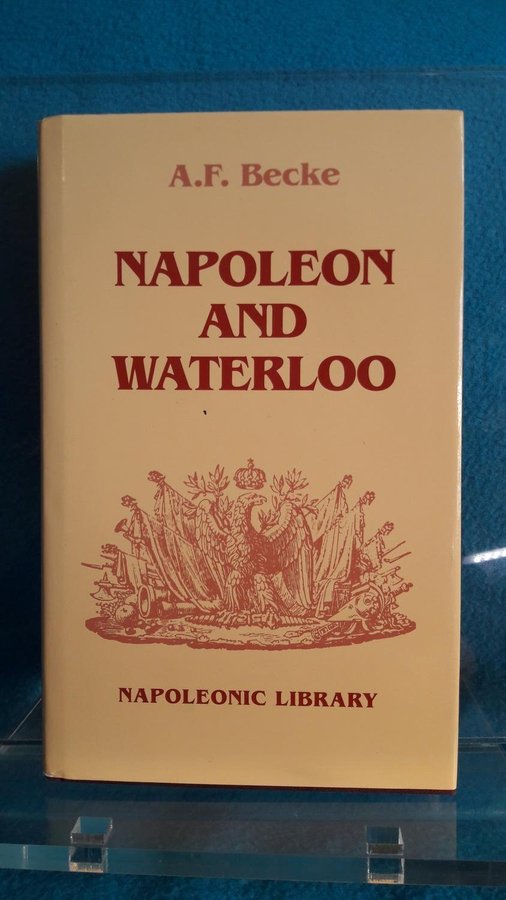 A.F. Becke
NAPOLEON
AND
WATERLOO
NAPOLEONIC LIBRARY